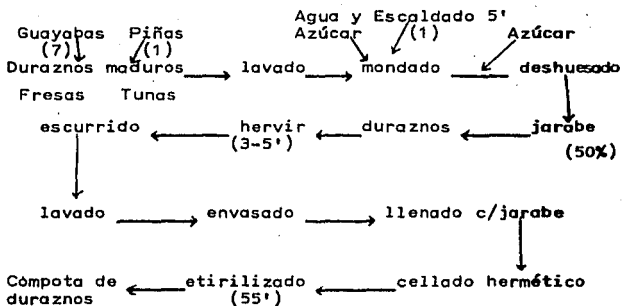 Agua y Escaldado 5'
Guayabas Piñas Azúcar (1) Azúcar
(7) (1)
Duraznos maduros lavado mondado deshuesado
Fresas Tunas
escurrido hervir duraznos jarabe
(3-5') (50%)
lavado envasado llenado c/jarabe
Cómpota de etirilizado cellado hermético
duraznos (55')